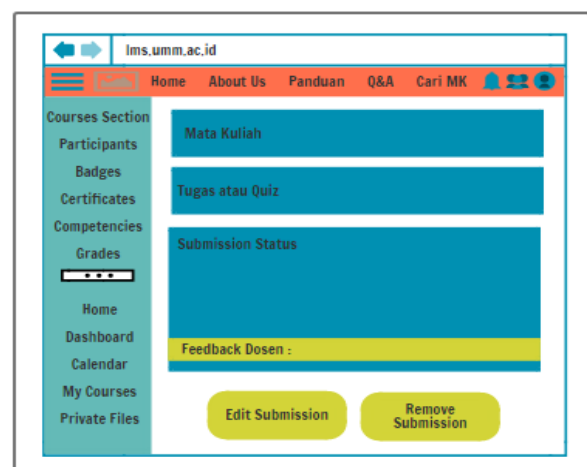 lms.umm.ac.id
Home About Us Panduan Q&A Cari MK
Courses Section
Participants
Badges
Certificates
Competencies
Grades
Home
Dashboard
Calendar
My Courses
Private Files
Mata Kuliah
Tugas atau Quiz
Submission Status
Feedback Dosen :
Edit Submission
Remove
Submission